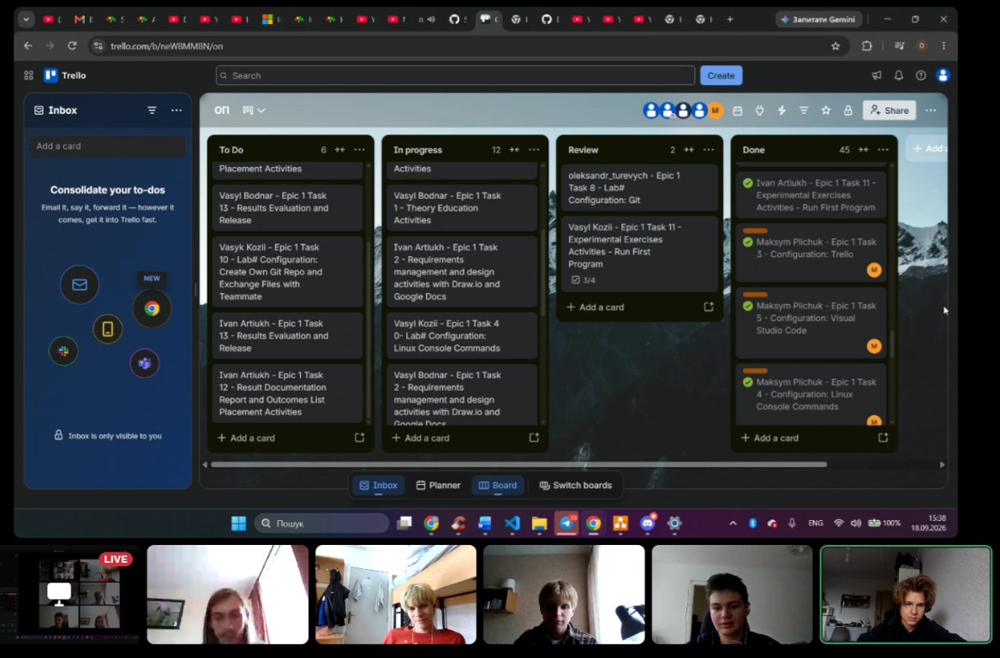 Запитати Gemini
trello.com/b/neW8MM8N/оп
Trello
Search
Create
Inbox
Add a card
Consolidate your to-dos
Email it, say it, forward it — however it
comes, get it into Trello fast.
NEW
Inbox is only visible to you
оп
M
Share
To Do 6
Placement Activities
Vasyl Bodnar - Epic 1 Task
13 - Results Evaluation and
Release
Vasyk Kozii - Epic 1 Task
10 - Lab# Configuration:
Create Own Git Repo and
Exchange Files with
Teammate
Ivan Artiukh - Epic 1 Task
13 - Results Evaluation and
Release
Ivan Artiukh - Epic 1 Task
12 - Result Documentation
Report and Outcomes List
Placement Activities
+ Add a card
In progress 12
Activities
Vasyl Bodnar - Epic 1 Task
1 - Theory Education
Activities
Ivan Artiukh - Epic 1 Task
2 - Requirements
management and design
activities with Draw.io and
Google Docs
Vasyl Kozii - Epic 1 Task 4
0- Lab# Configuration:
Linux Console Commands
Vasyl Bodnar - Epic 1 Task
2 - Requirements
management and design
activities with Draw.io and
Google Docs
+ Add a card
Review 2
oleksandr_turevych - Epic 1
Task 8 - Lab#
Configuration: Git
Vasyl Kozii - Epic 1 Task 11 -
Experimental Exercises
Activities - Run First
Program
3/4
+ Add a card
Done 45
Ivan Artiukh - Epic 1 Task 11 -
Experimental Exercises
Activities - Run First Program
Maksym Plichuk - Epic 1 Task
3 - Configuration: Trello
M
Maksym Plichuk - Epic 1 Task
5 - Configuration: Visual
Studio Code
M
Maksym Plichuk - Epic 1 Task
4 - Configuration: Linux
Console Commands
M
+ Add a card
+ Add
Inbox
Planner
Board
Switch boards
Пошук
ENG
100%
15:38
18.09.2026
LIVE